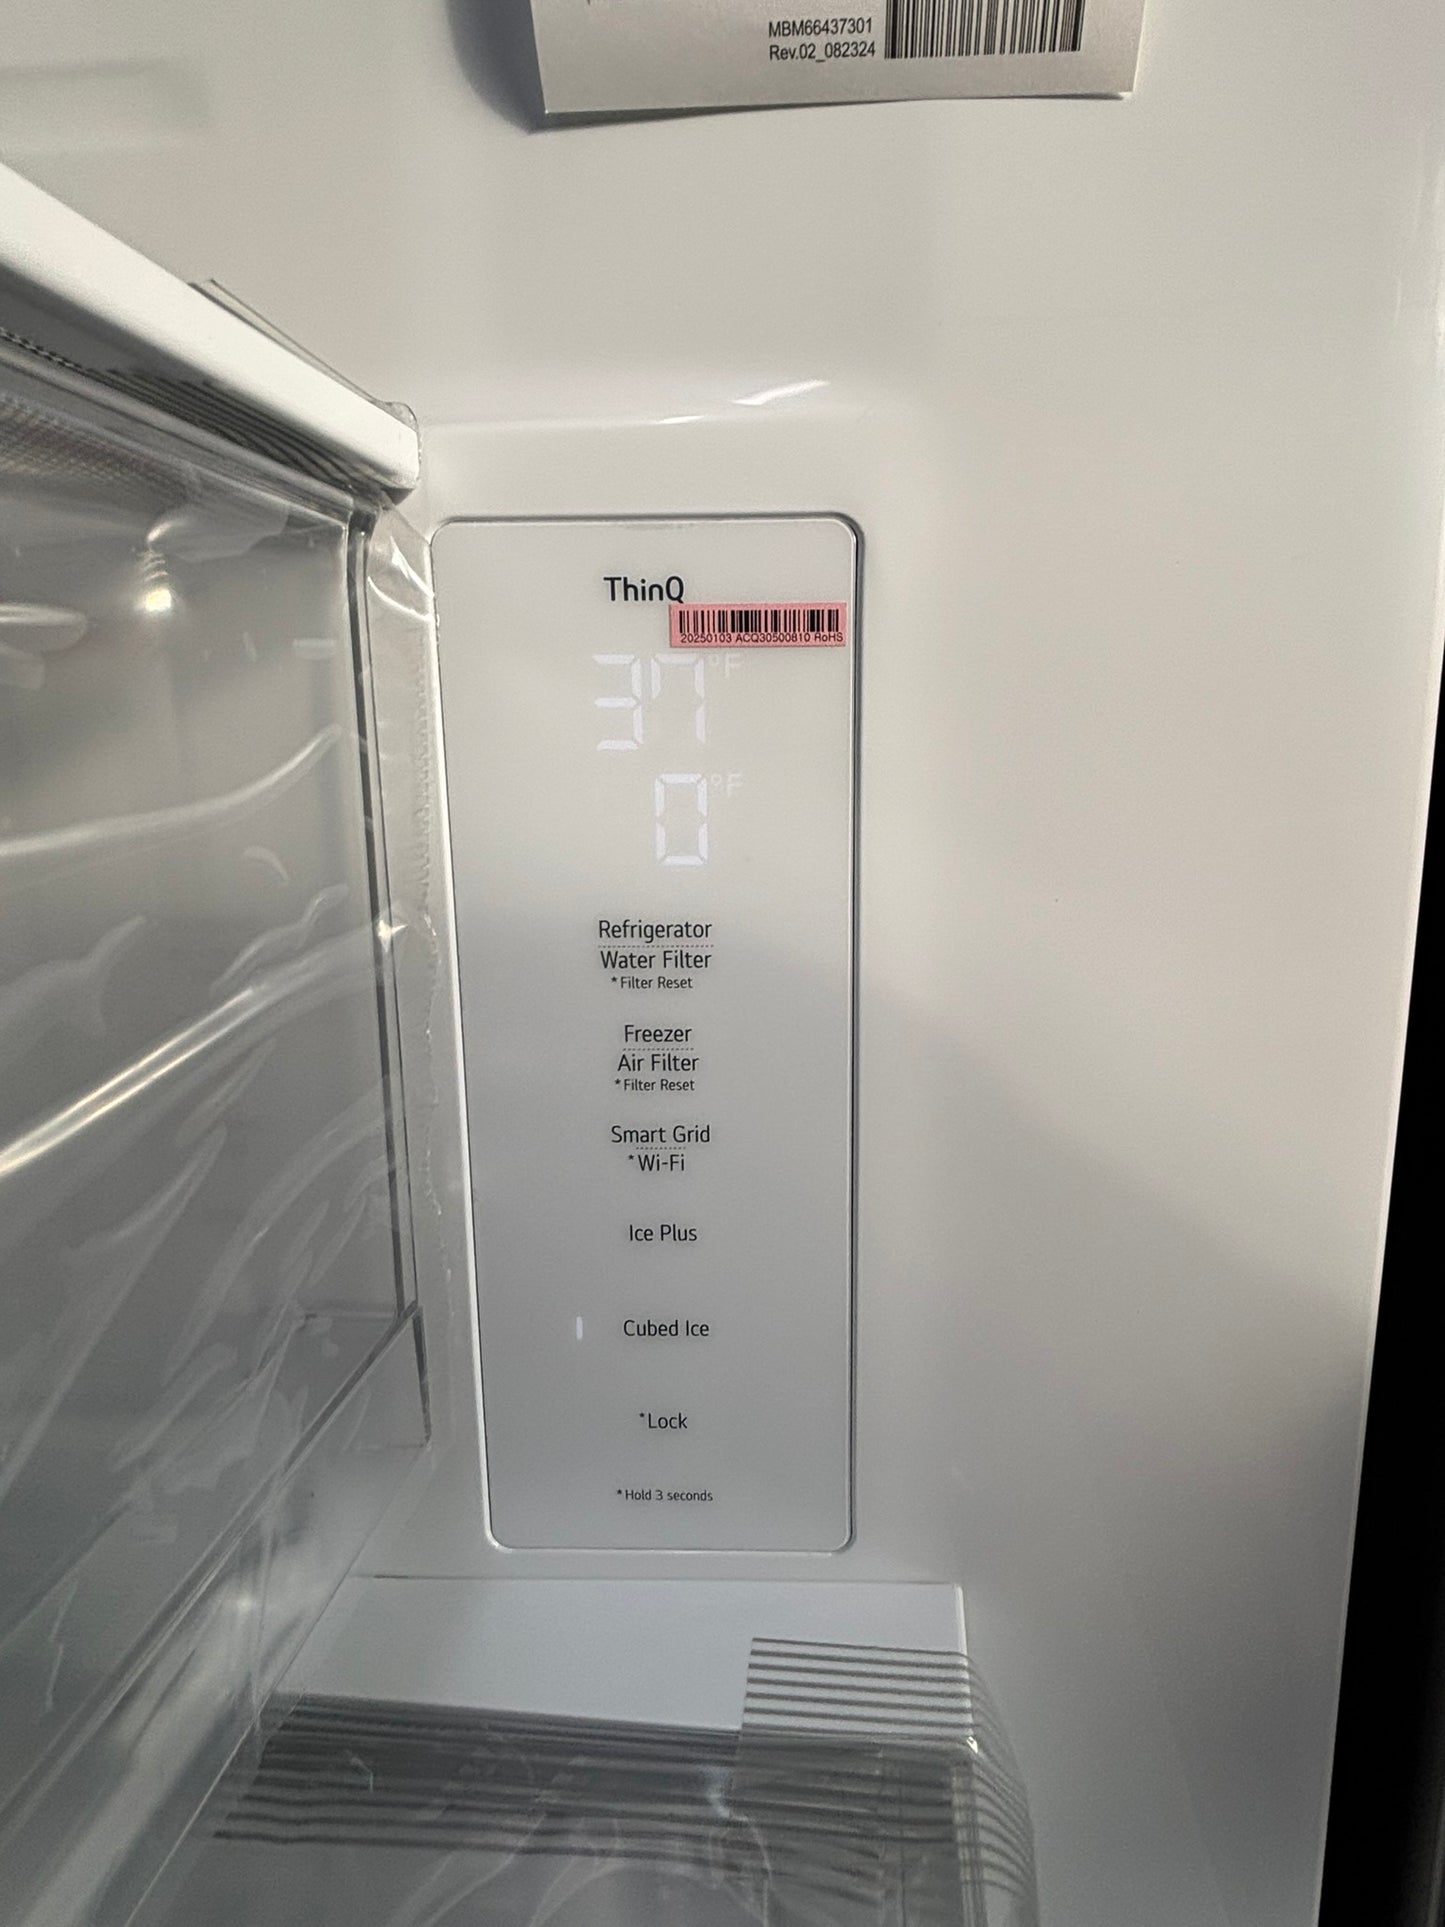 MBM66437301
Rev.02_082324
ThinQ
20250103 ACQ30500810 RoHS
37°F
0°F
Refrigerator
Water Filter
*Filter Reset
Freezer
Air Filter
*Filter Reset
Smart Grid
*Wi-Fi
Ice Plus
Cubed Ice
*Lock
*Hold 3 seconds